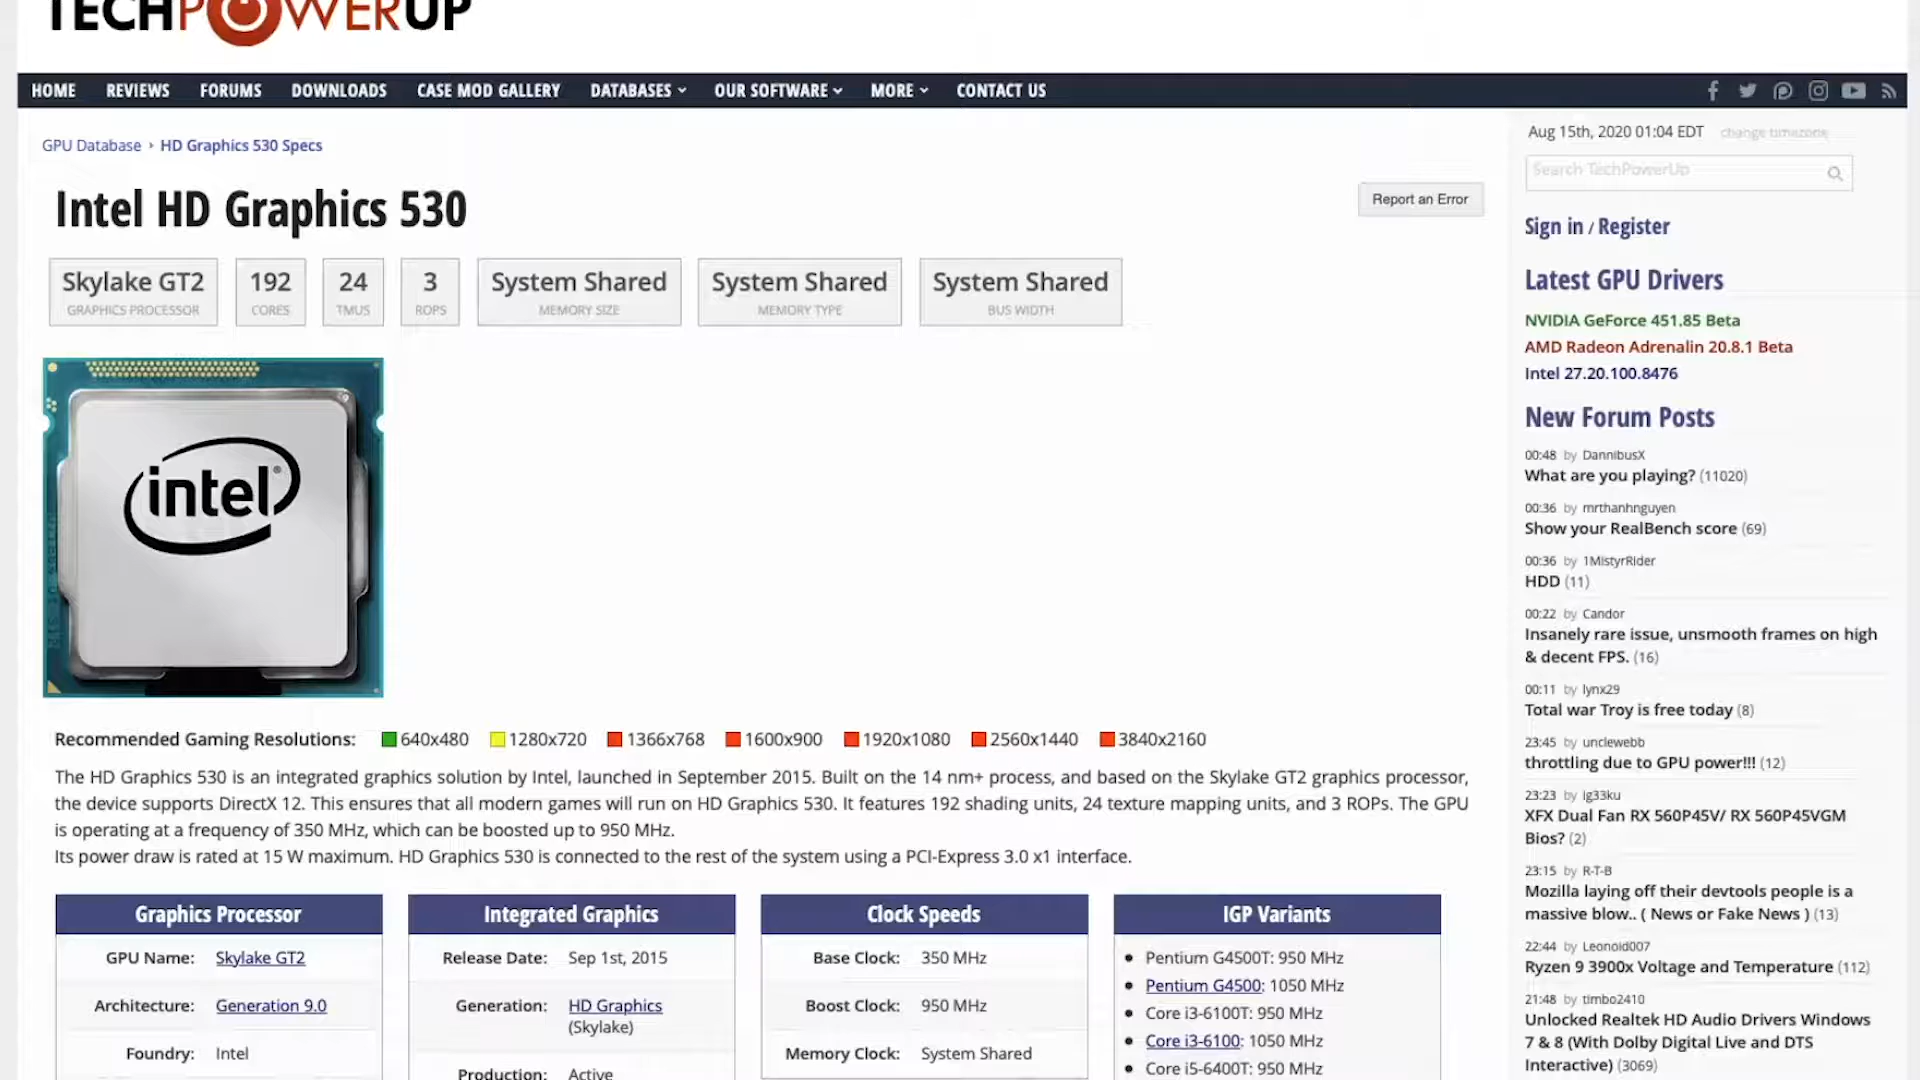 TECHPOWERUP
HOME REVIEWS FORUMS DOWNLOADS CASE MOD GALLERY DATABASES OUR SOFTWARE MORE CONTACT US
GPU Database › HD Graphics 530 Specs
Aug 15th, 2020 01:04 EDT change timezone
Search TechPowerUp
Intel HD Graphics 530
Report an Error
Sign in / Register
Skylake GT2
GRAPHICS PROCESSOR
192
CORES
24
TMUS
3
ROPS
System Shared
MEMORY SIZE
System Shared
MEMORY TYPE
System Shared
BUS WIDTH
intel®
Recommended Gaming Resolutions: 640x480 1280x720 1366x768 1600x900 1920x1080 2560x1440 3840x2160
The HD Graphics 530 is an integrated graphics solution by Intel, launched in September 2015. Built on the 14 nm+ process, and based on the Skylake GT2 graphics processor,
the device supports DirectX 12. This ensures that all modern games will run on HD Graphics 530. It features 192 shading units, 24 texture mapping units, and 3 ROPs. The GPU
is operating at a frequency of 350 MHz, which can be boosted up to 950 MHz.
Its power draw is rated at 15 W maximum. HD Graphics 530 is connected to the rest of the system using a PCI-Express 3.0 x1 interface.
Graphics Processor
GPU Name: Skylake GT2
Architecture: Generation 9.0
Foundry: Intel
Integrated Graphics
Release Date: Sep 1st, 2015
Generation: HD Graphics
(Skylake)
Production: Active
Clock Speeds
Base Clock: 350 MHz
Boost Clock: 950 MHz
Memory Clock: System Shared
IGP Variants
Pentium G4500T: 950 MHz
Pentium G4500: 1050 MHz
Core i3-6100T: 950 MHz
Core i3-6100: 1050 MHz
Core i5-6400T: 950 MHz
Latest GPU Drivers
NVIDIA GeForce 451.85 Beta
AMD Radeon Adrenalin 20.8.1 Beta
Intel 27.20.100.8476
New Forum Posts
00:48 by DannibusX
What are you playing? (11020)
00:36 by mrthanhnguyen
Show your RealBench score (69)
00:36 by 1MistyrRider
HDD (11)
00:22 by Candor
Insanely rare issue, unsmooth frames on high
& decent FPS. (16)
00:11 by lynx29
Total war Troy is free today (8)
23:45 by unclewebb
throttling due to GPU power!!! (12)
23:23 by ig33ku
XFX Dual Fan RX 560P45V/ RX 560P45VGM
Bios? (2)
23:15 by R-T-B
Mozilla laying off their devtools people is a
massive blow.. ( News or Fake News ) (13)
22:44 by Leonoid007
Ryzen 9 3900x Voltage and Temperature (112)
21:48 by timbo2410
Unlocked Realtek HD Audio Drivers Windows
7 & 8 (With Dolby Digital Live and DTS
Interactive) (3069)